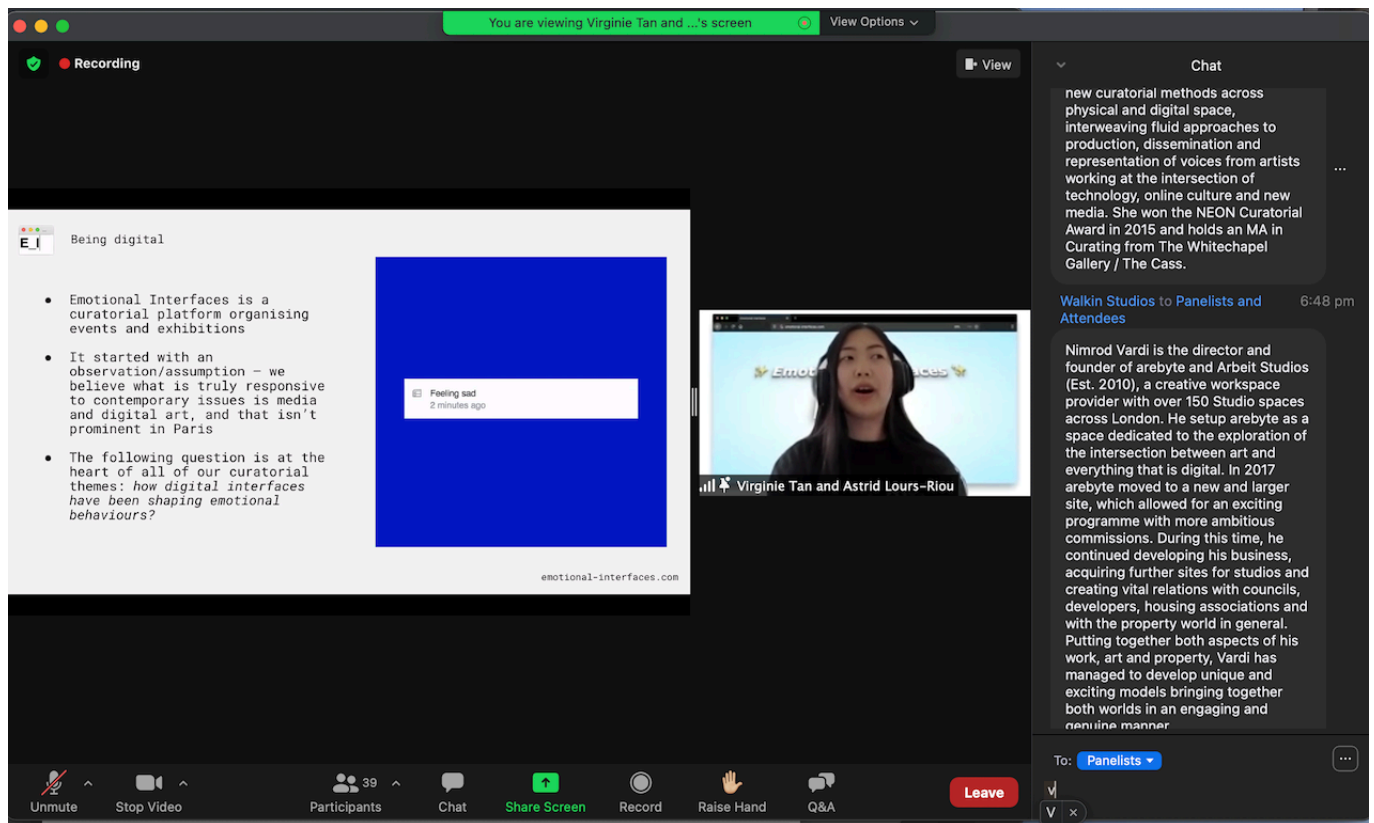 You are viewing Virginie Tan and ...'s screen
View Options
Recording
View
E_I
Being digital
● Emotional Interfaces is a
curatorial platform organising
events and exhibitions
● It started with an
observation/assumption – we
believe what is truly responsive
to contemporary issues is media
and digital art, and that isn't
prominent in Paris
● The following question is at the
heart of all of our curatorial
themes: how digital interfaces
have been shaping emotional
behaviours?
Feeling sad
2 minutes ago
emotional-interfaces.com
Emot
aces
Virginie Tan and Astrid Lours-Riou
Chat
new curatorial methods across
physical and digital space,
interweaving fluid approaches to
production, dissemination and
representation of voices from artists
working at the intersection of
technology, online culture and new
media. She won the NEON Curatorial
Award in 2015 and holds an MA in
Curating from The Whitechapel
Gallery / The Cass.
Walkin Studios to Panelists and
Attendees
6:48 pm
Nimrod Vardi is the director and
founder of arebyte and Arbeit Studios
(Est. 2010), a creative workspace
provider with over 150 Studio spaces
across London. He setup arebyte as a
space dedicated to the exploration of
the intersection between art and
everything that is digital. In 2017
arebyte moved to a new and larger
site, which allowed for an exciting
programme with more ambitious
commissions. During this time, he
continued developing his business,
acquiring further sites for studios and
creating vital relations with councils,
developers, housing associations and
with the property world in general.
Putting together both aspects of his
work, art and property, Vardi has
managed to develop unique and
exciting models bringing together
both worlds in an engaging and
genuine manner
To: Panelists
v
V ×
Unmute
Stop Video
39
Participants
Chat
Share Screen
Record
Raise Hand
Q&A
Leave